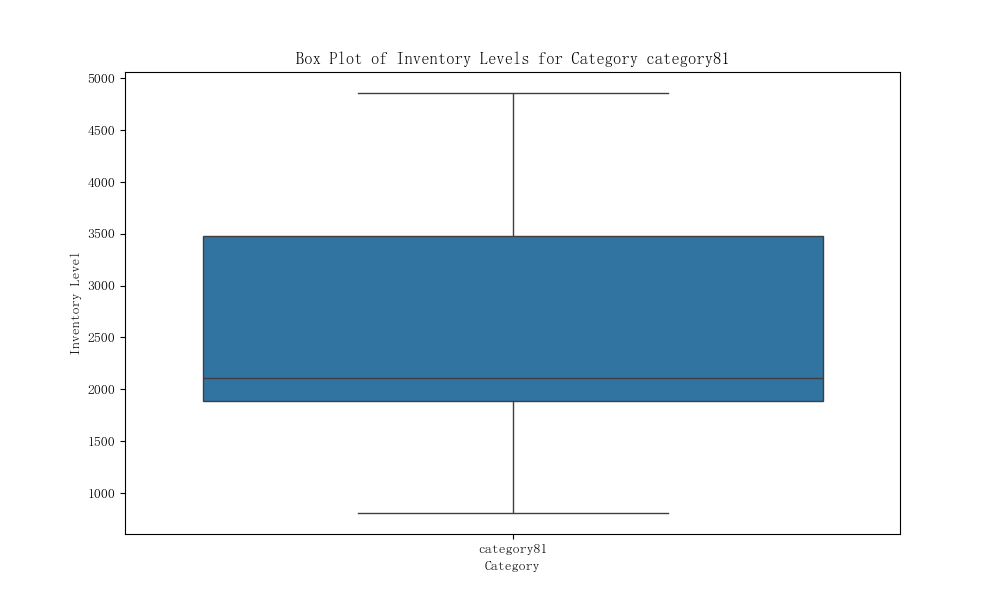 Box Plot of Inventory Levels for Category category81
5000
4500
4000
3500
3000
2500
2000
1500
1000
Inventory Level
category81
Category